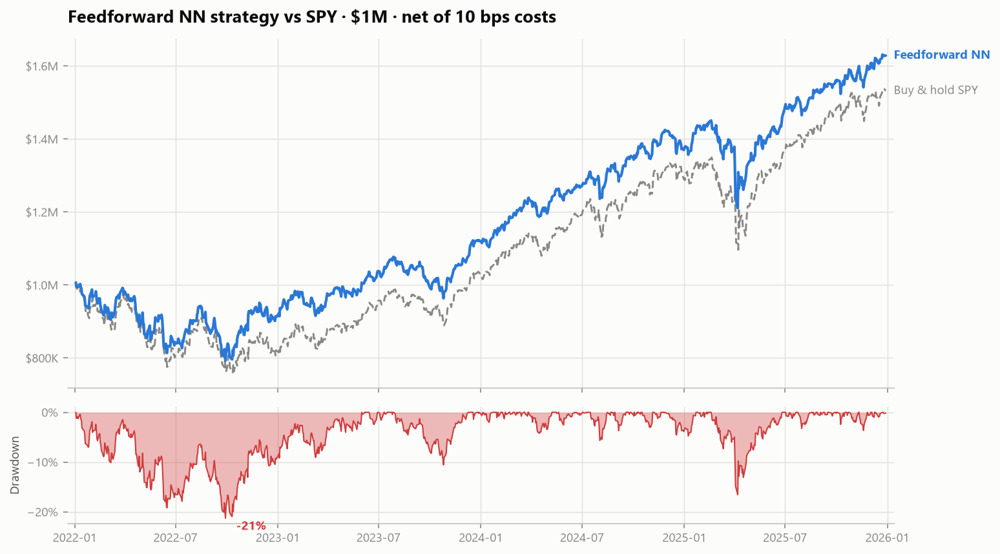 Feedforward NN strategy vs SPY · $1M · net of 10 bps costs
$1.6M
$1.4M
$1.2M
$1.0M
$800K
Feedforward NN
Buy & hold SPY
Drawdown
0%
−10%
−20%
-21%
2022-01 2022-07 2023-01 2023-07 2024-01 2024-07 2025-01 2025-07 2026-01